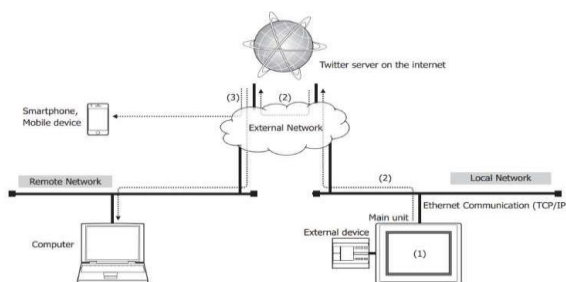 Twitter server on the internet
(3)
(2)
Smartphone,
Mobile device
External Network
Remote Network
(2)
Local Network
Ethernet Communication (TCP/IP
Main unit
External device
Computer
(1)